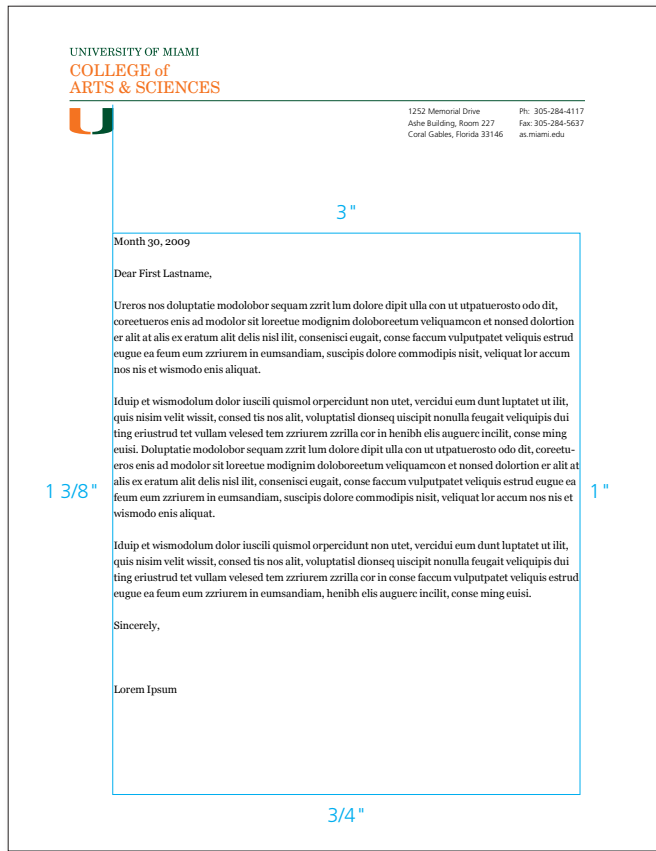 UNIVERSITY OF MIAMI
COLLEGE of
ARTS & SCIENCES
U
1252 Memorial Drive
Ashe Building, Room 227
Coral Gables, Florida 33146
Ph: 305-284-4117
Fax: 305-284-5637
as.miami.edu
3"
Month 30, 2009
Dear First Lastname,
Ureros nos doluptatie modolobor sequam zzrit lum dolore dipit ulla con ut utpatuerosto odo dit,
coreetueros enis ad modolor sit loreetue modignim doloboreetum veliquamcon et nonsed dolortion
er alit at alis ex eratum alit delis nisl ilit, consenisci eugait, conse faccum vulputpatet veliquis estrud
eugue ea feum eum zzriurem in eumsandiam, suscipis dolore commodipis nisit, veliquat lor accum
nos nis et wismodo enis aliquat.
Iduip et wismodolum dolor iuscili quismol orpercidunt non utet, vercidui eum dunt luptatet ut ilit,
quis nisim velit wissit, consed tis nos alit, voluptatisl dionseq uiscipit nonulla feugait veliquipis dui
ting eriustrud tet vullam velesed tem zzriurem zzrilla cor in henibh elis auguerc incilit, conse ming
euisi. Doluptatie modolobor sequam zzrit lum dolore dipit ulla con ut utpatuerosto odo dit, coreetu-
eros enis ad modolor sit loreetue modignim doloboreetum veliquamcon et nonsed dolortion er alit at
alis ex eratum alit delis nisl ilit, consenisci eugait, conse faccum vulputpatet veliquis estrud eugue ea
feum eum zzriurem in eumsandiam, suscipis dolore commodipis nisit, veliquat lor accum nos nis et
wismodo enis aliquat.
1 3/8"
1"
Iduip et wismodolum dolor iuscili quismol orpercidunt non utet, vercidui eum dunt luptatet ut ilit,
quis nisim velit wissit, consed tis nos alit, voluptatisl dionseq uiscipit nonulla feugait veliquipis dui
ting eriustrud tet vullam velesed tem zzriurem zzrilla cor in conse faccum vulputpatet veliquis estrud
eugue ea feum eum zzriurem in eumsandiam, henibh elis auguerc incilit, conse ming euisi.
Sincerely,
Lorem Ipsum
3/4"